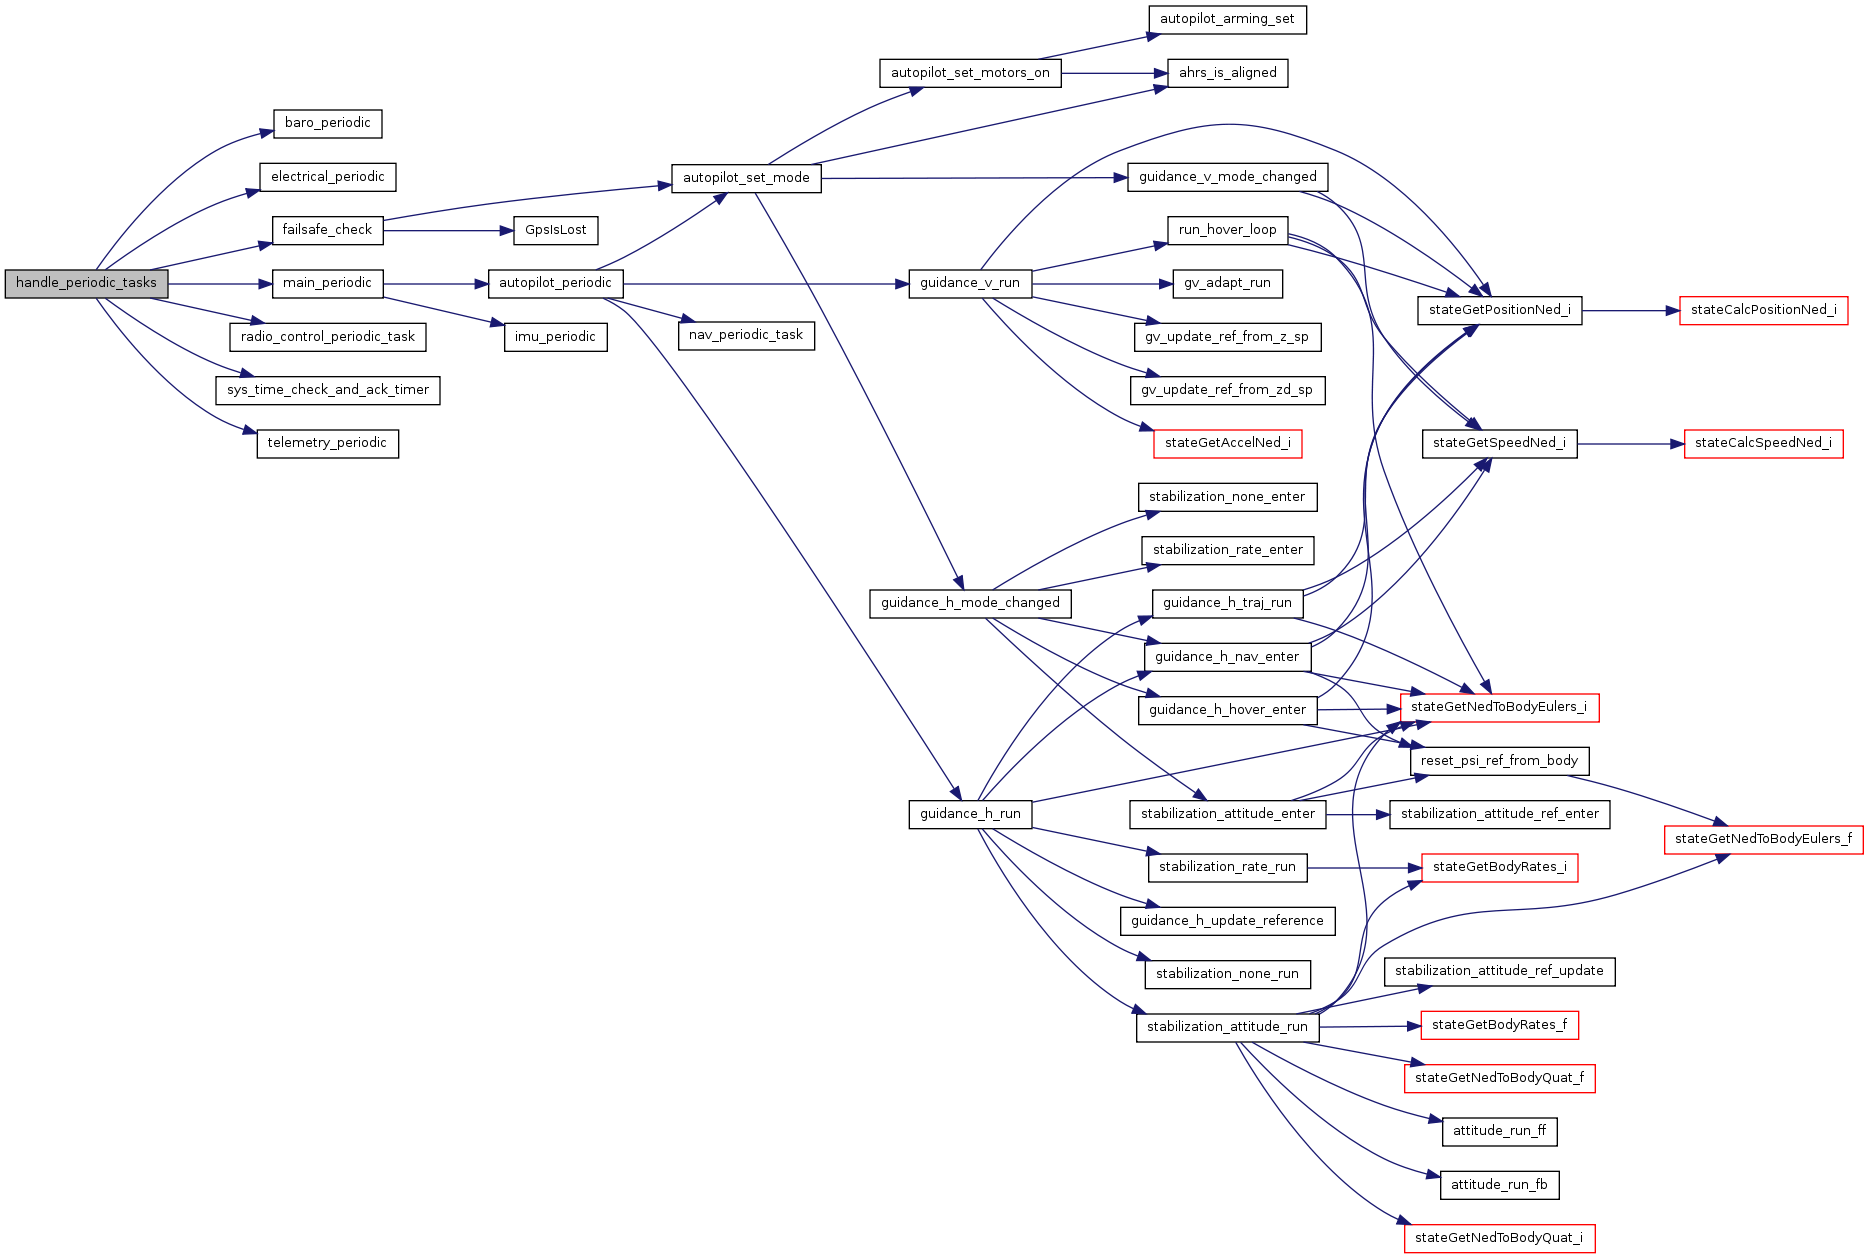 handle_periodic_tasks
baro_periodic
electrical_periodic
failsafe_check
main_periodic
radio_control_periodic_task
sys_time_check_and_ack_timer
telemetry_periodic
GpsIsLost
autopilot_periodic
imu_periodic
autopilot_set_mode
nav_periodic_task
autopilot_set_motors_on
guidance_v_run
guidance_h_mode_changed
guidance_h_run
autopilot_arming_set
ahrs_is_aligned
guidance_v_mode_changed
run_hover_loop
gv_adapt_run
gv_update_ref_from_z_sp
gv_update_ref_from_zd_sp
stateGetAccelNed_i
stabilization_none_enter
stabilization_rate_enter
guidance_h_traj_run
guidance_h_nav_enter
guidance_h_hover_enter
stabilization_attitude_enter
stabilization_rate_run
guidance_h_update_reference
stabilization_none_run
stabilization_attitude_run
stateGetPositionNed_i
stateGetSpeedNed_i
stateGetNedToBodyEulers_i
reset_psi_ref_from_body
stabilization_attitude_ref_enter
stateGetBodyRates_i
stabilization_attitude_ref_update
stateGetBodyRates_f
stateGetNedToBodyQuat_f
attitude_run_ff
attitude_run_fb
stateGetNedToBodyQuat_i
stateCalcPositionNed_i
stateCalcSpeedNed_i
stateGetNedToBodyEulers_f